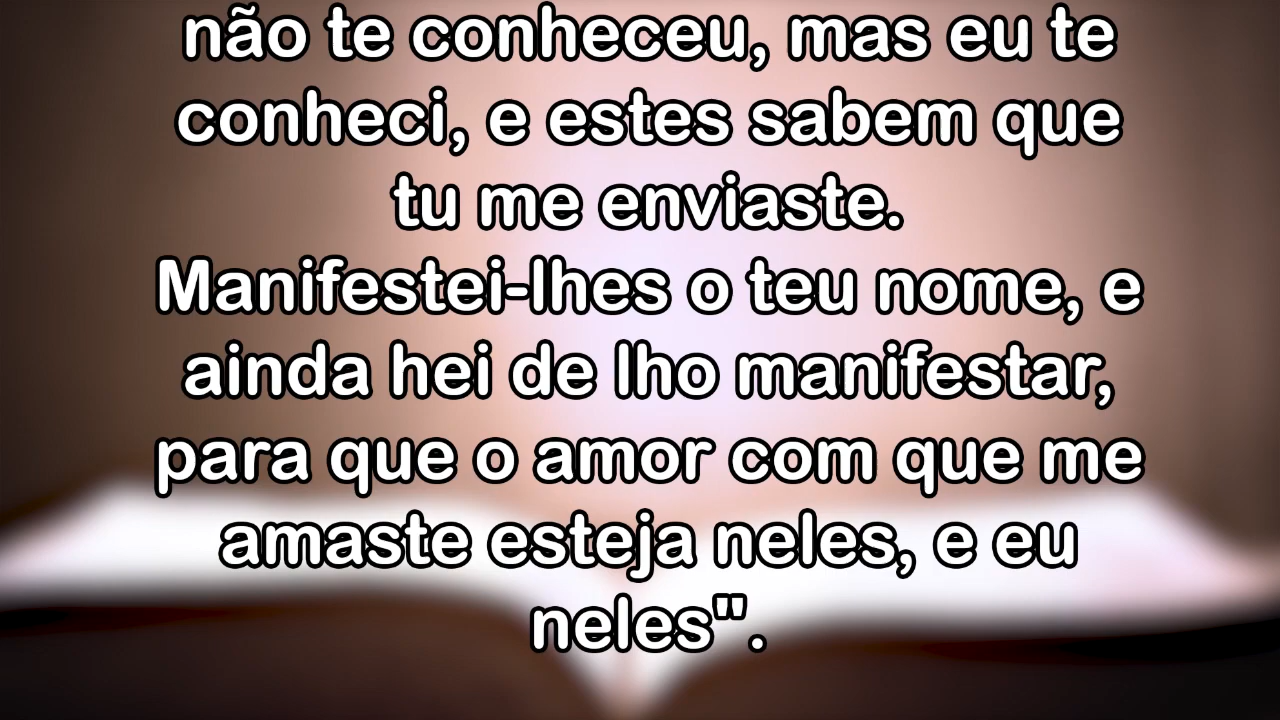 não te conheceu, mas eu te
conheci, e estes sabem que
tu me enviaste.
Manifestei-lhes o teu nome, e
ainda hei de lho manifestar,
para que o amor com que me
amaste esteja neles, e eu
neles".